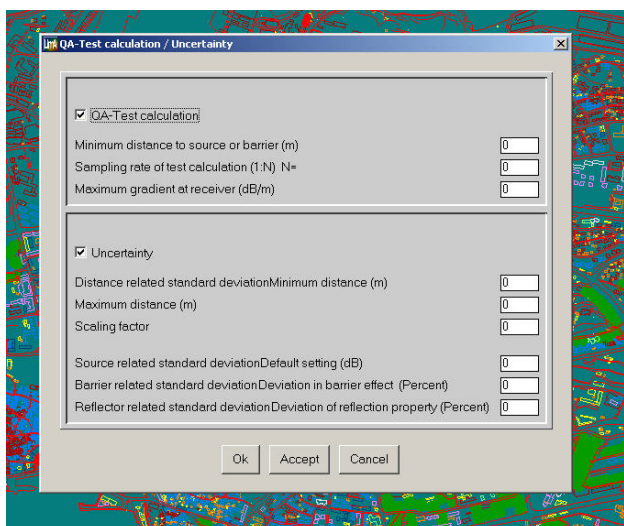 LimA QA-Test calculation / Uncertainty
QA-Test calculation
Minimum distance to source or barrier (m) 0
Sampling rate of test calculation (1:N) N= 0
Maximum gradient at receiver (dB/m) 0
Uncertainty
Distance related standard deviationMinimum distance (m) 0
Maximum distance (m) 0
Scaling factor 0
Source related standard deviationDefault setting (dB) 0
Barrier related standard deviationDeviation in barrier effect (Percent) 0
Reflector related standard deviationDeviation of reflection property (Percent) 0
Ok Accept Cancel